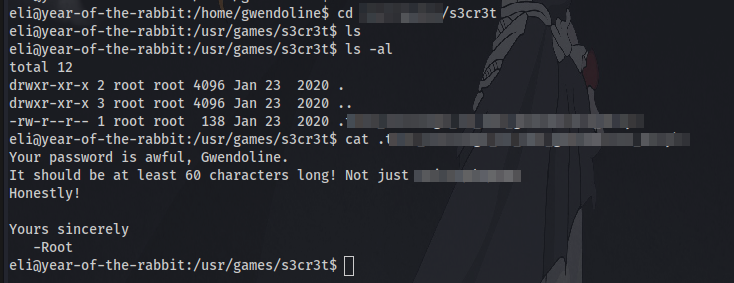 eli@year-of-the-rabbit:/home/gwendoline$ cd /s3cr3t
eli@year-of-the-rabbit:/usr/games/s3cr3t$ ls
eli@year-of-the-rabbit:/usr/games/s3cr3t$ ls -al
total 12
drwxr-xr-x 2 root root 4096 Jan 23  2020 .
drwxr-xr-x 3 root root 4096 Jan 23  2020 ..
-rw-r--r-- 1 root root  138 Jan 23  2020 .
eli@year-of-the-rabbit:/usr/games/s3cr3t$ cat .t
Your password is awful, Gwendoline.
It should be at least 60 characters long! Not just
Honestly!
Yours sincerely
   -Root
eli@year-of-the-rabbit:/usr/games/s3cr3t$